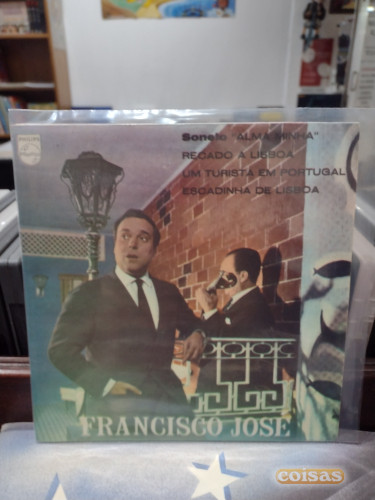 PHILIPS
Soneto "ALMA MINHA"
RECADO A LISBOA
UM TURISTA EM PORTUGAL
ESCADINHA DE LISBOA
FRANCISCO JOSÉ
coisas